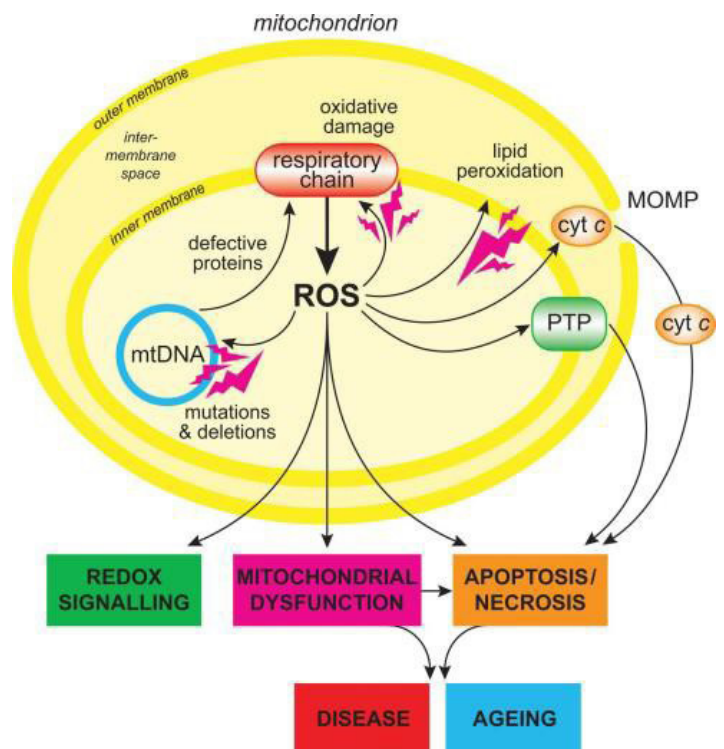 mitochondrion
outer membrane
inter-
membrane
space
inner membrane
oxidative
damage
respiratory
chain
lipid
peroxidation
MOMP
cyt c
defective
proteins
ROS
PTP
cyt c
mtDNA
mutations
& deletions
REDOX
SIGNALLING
MITOCHONDRIAL
DYSFUNCTION
APOPTOSIS/
NECROSIS
DISEASE
AGEING